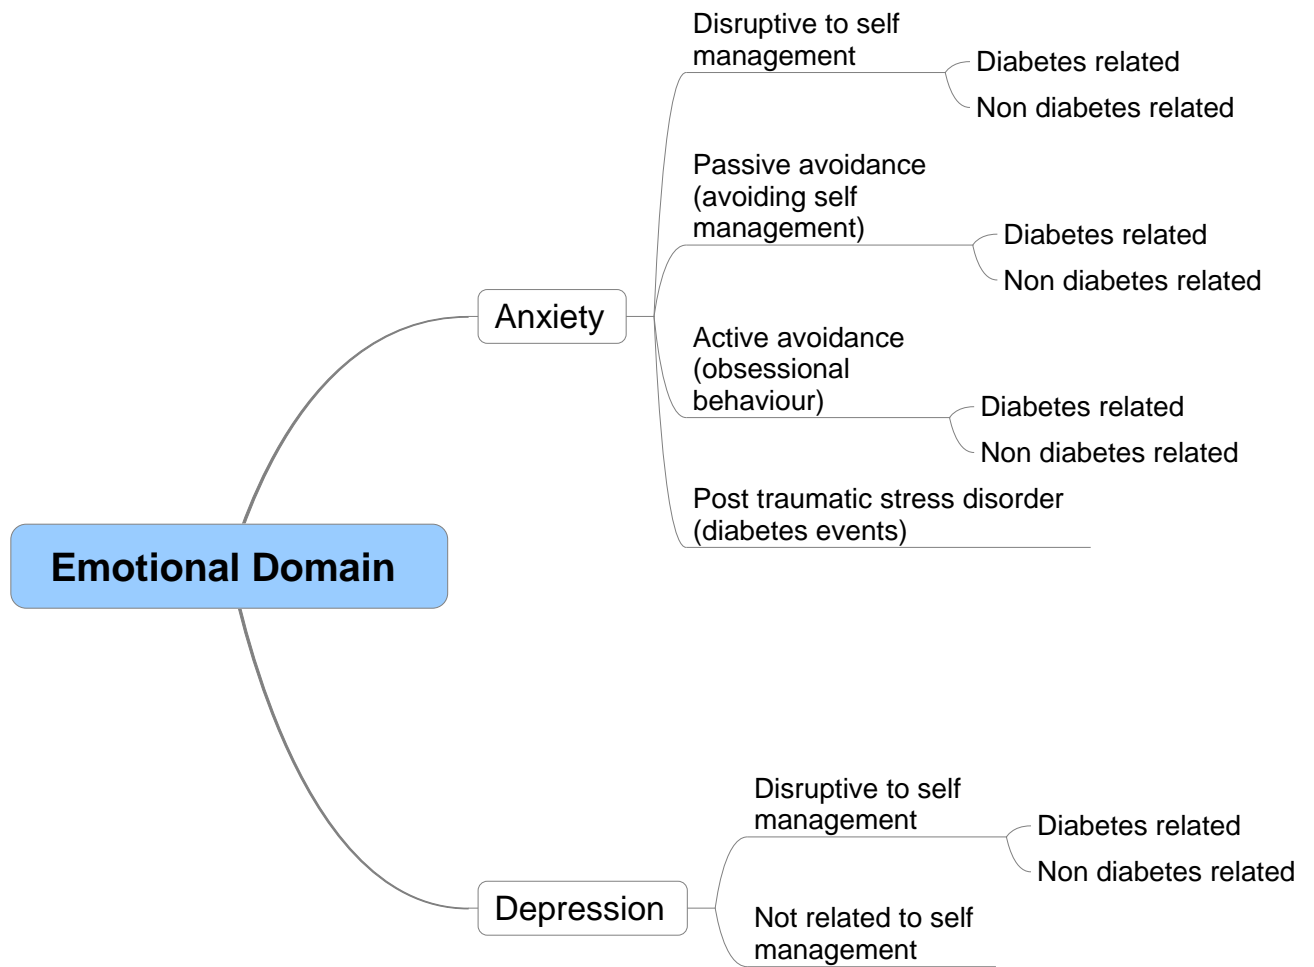 Disruptive to self
management
Diabetes related
Non diabetes related
Passive avoidance
(avoiding self
management)
Diabetes related
Non diabetes related
Anxiety
Active avoidance
(obsessional
behaviour)
Diabetes related
Non diabetes related
Post traumatic stress disorder
(diabetes events)
Emotional Domain
Disruptive to self
management
Diabetes related
Non diabetes related
Depression
Not related to self
management